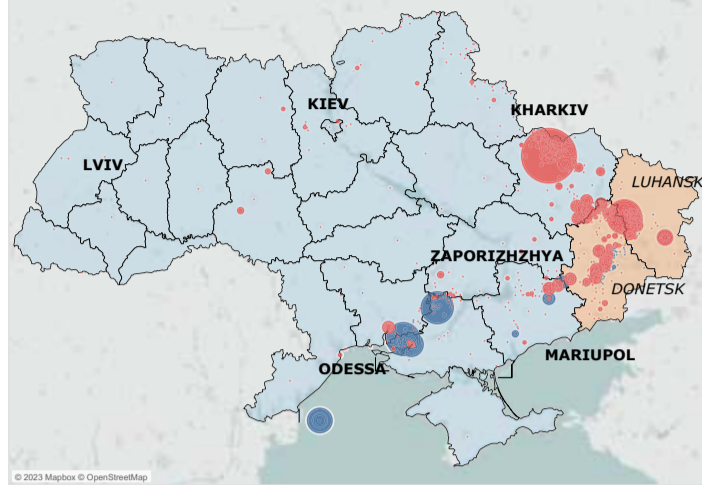 KIEV
KHARKIV
LVIV
LUHANSK
ZAPORIZHZHYA
DONETSK
MARIUPOL
ODESSA
© 2023 Mapbox © OpenStreetMap